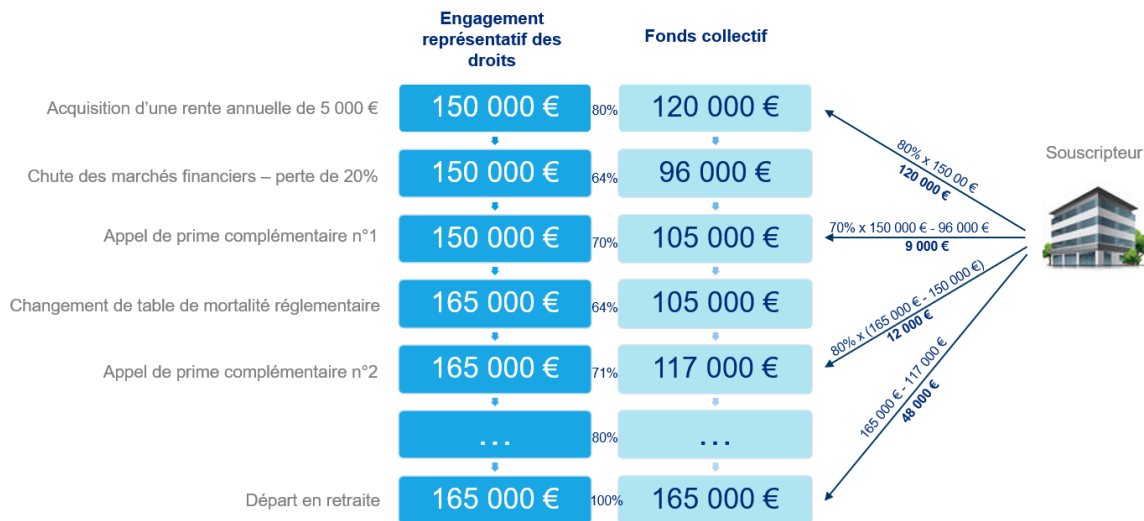 Engagement
représentatif des
droits
Fonds collectif
Acquisition d'une rente annuelle de 5 000 €
150 000 €
80%
120 000 €
80% x 150 00 €
120 000 €
Souscripteur
Chute des marchés financiers – perte de 20%
150 000 €
64%
96 000 €
Appel de prime complémentaire n°1
150 000 €
70%
105 000 €
70% x 150 000 € - 96 000 €
9 000 €
Changement de table de mortalité réglementaire
165 000 €
64%
105 000 €
80% x (165 000 € - 150 000 €)
12 000 €
Appel de prime complémentaire n°2
165 000 €
71%
117 000 €
165 000 € - 117 000 €
48 000 €
...
80%
...
Départ en retraite
165 000 €
100%
165 000 €